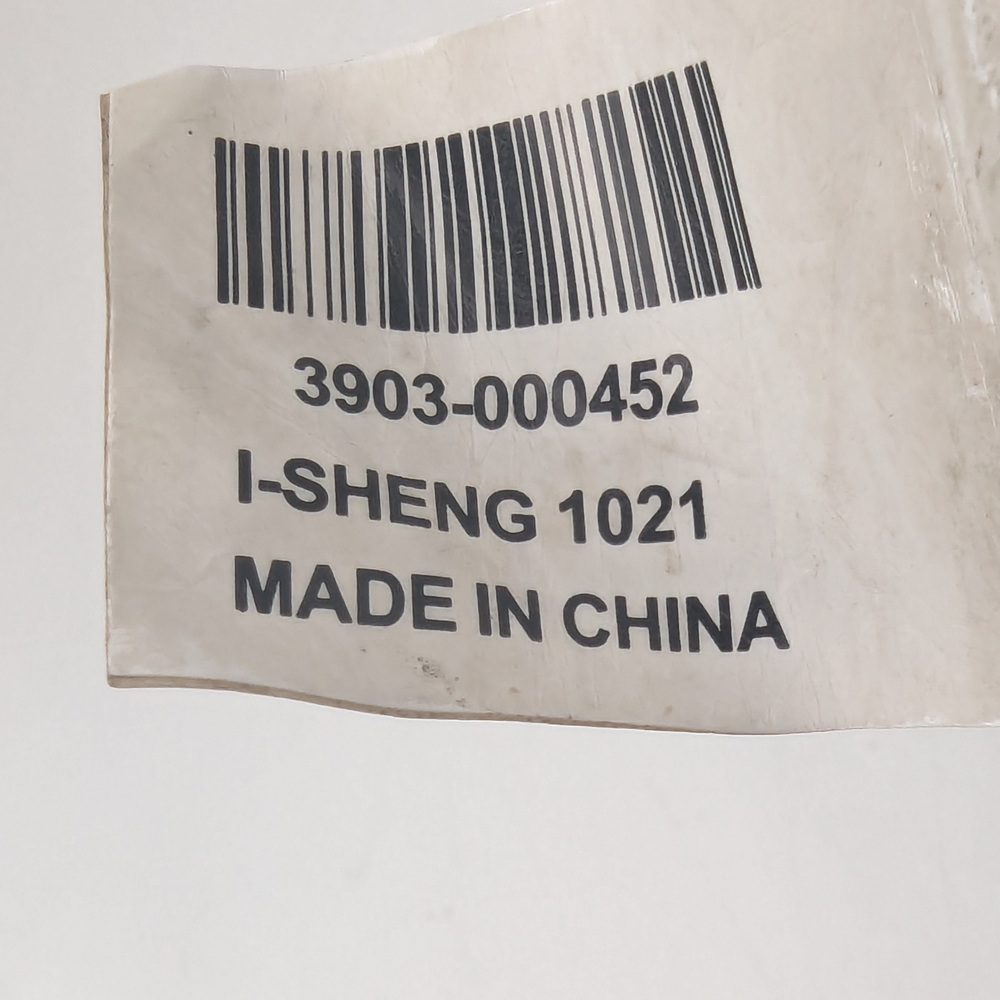 3903-000452
I-SHENG 1021
MADE IN CHINA